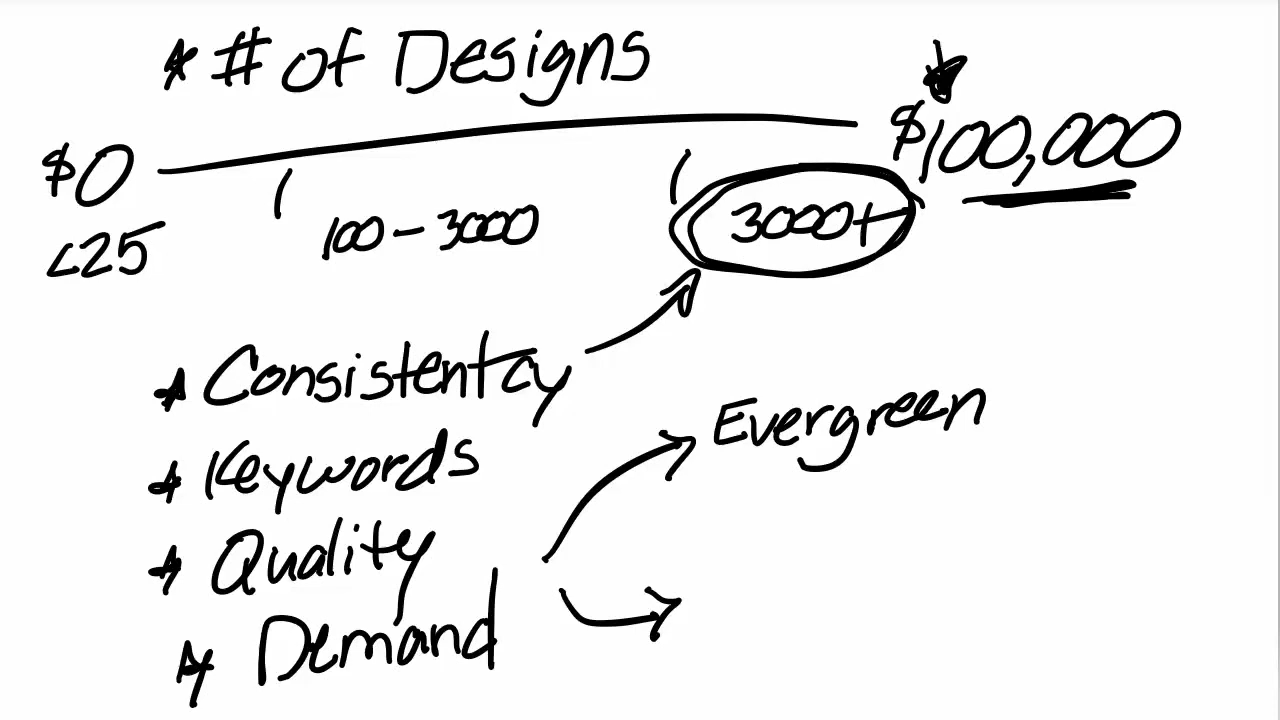 # of Designs
$0
$100,000
<25
100-3000
3000+
Consistentcy
Evergreen
Keywords
Quality
Demand